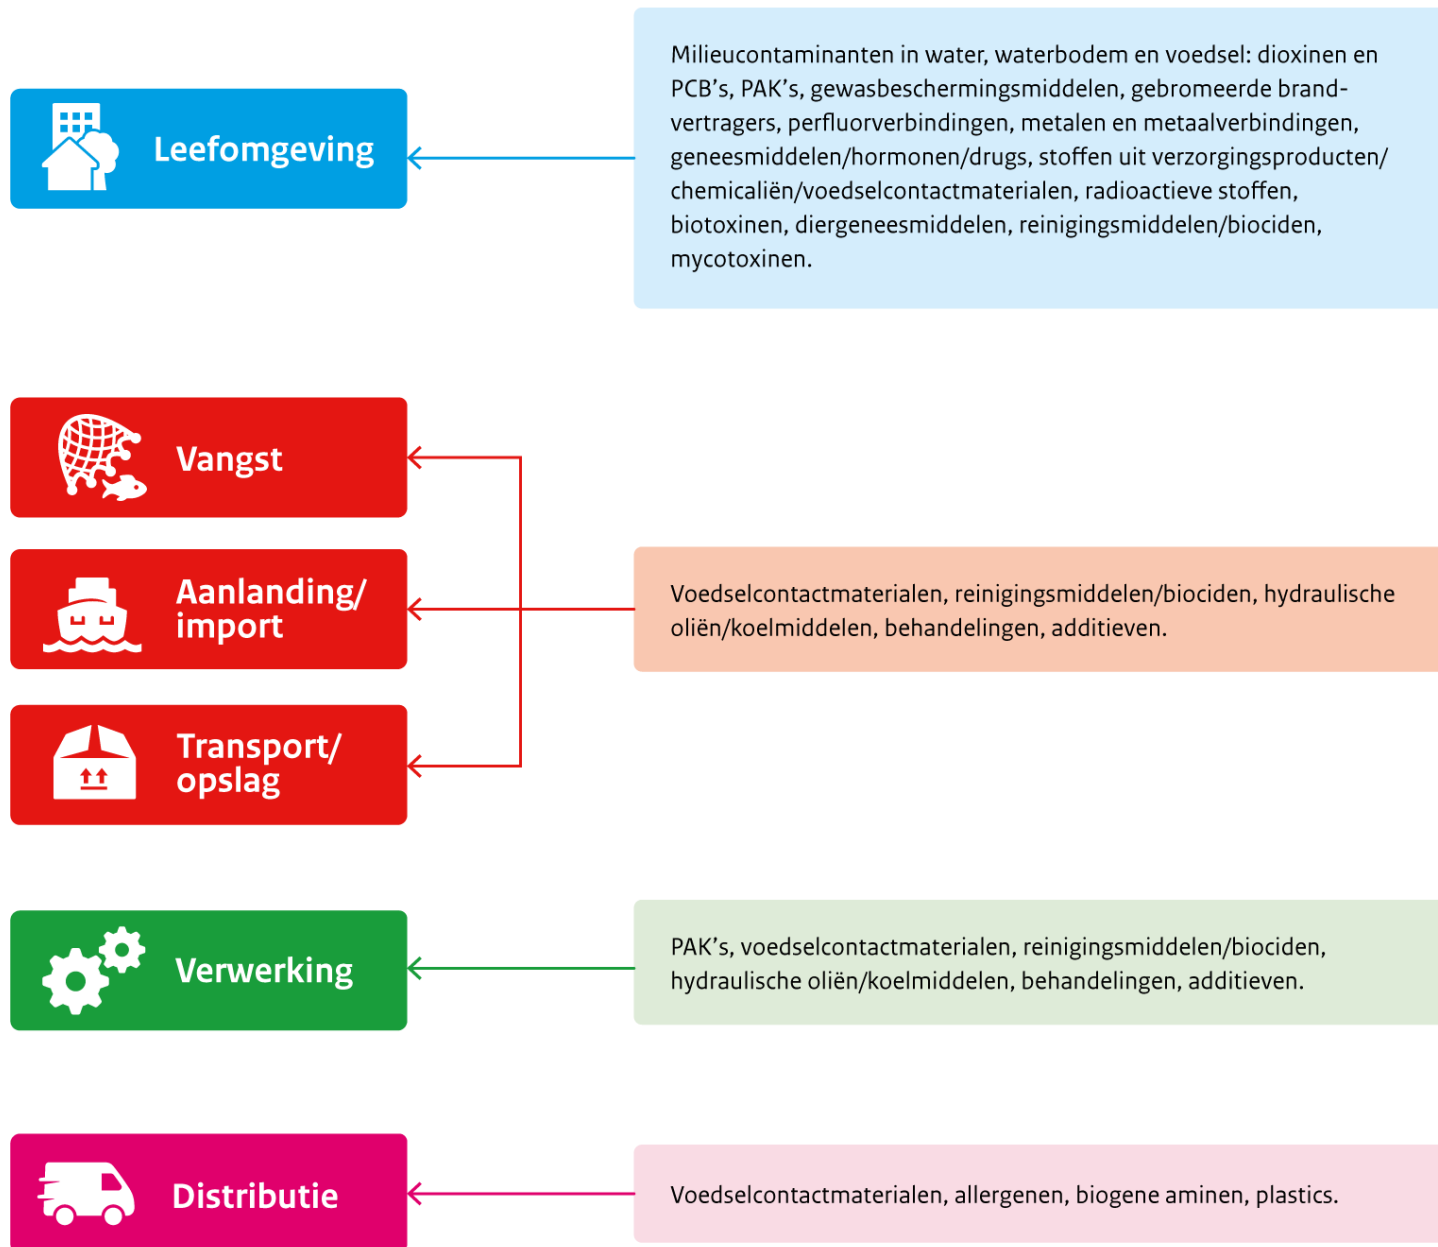 Leefomgeving
Milieucontaminanten in water, waterbodem en voedsel: dioxinen en
PCB’s, PAK’s, gewasbeschermingsmiddelen, gebromeerde brand-
vertragers, perfluorverbindingen, metalen en metaalverbindingen,
geneesmiddelen/hormonen/drugs, stoffen uit verzorgingsproducten/
chemicaliën/voedselcontactmaterialen, radioactieve stoffen,
biotoxinen, diergeneesmiddelen, reinigingsmiddelen/biociden,
mycotoxinen.
Vangst
Aanlanding/
import
Transport/
opslag
Voedselcontactmaterialen, reinigingsmiddelen/biociden, hydraulische
oliën/koelmiddelen, behandelingen, additieven.
Verwerking
PAK’s, voedselcontactmaterialen, reinigingsmiddelen/biociden,
hydraulische oliën/koelmiddelen, behandelingen, additieven.
Distributie
Voedselcontactmaterialen, allergenen, biogene aminen, plastics.